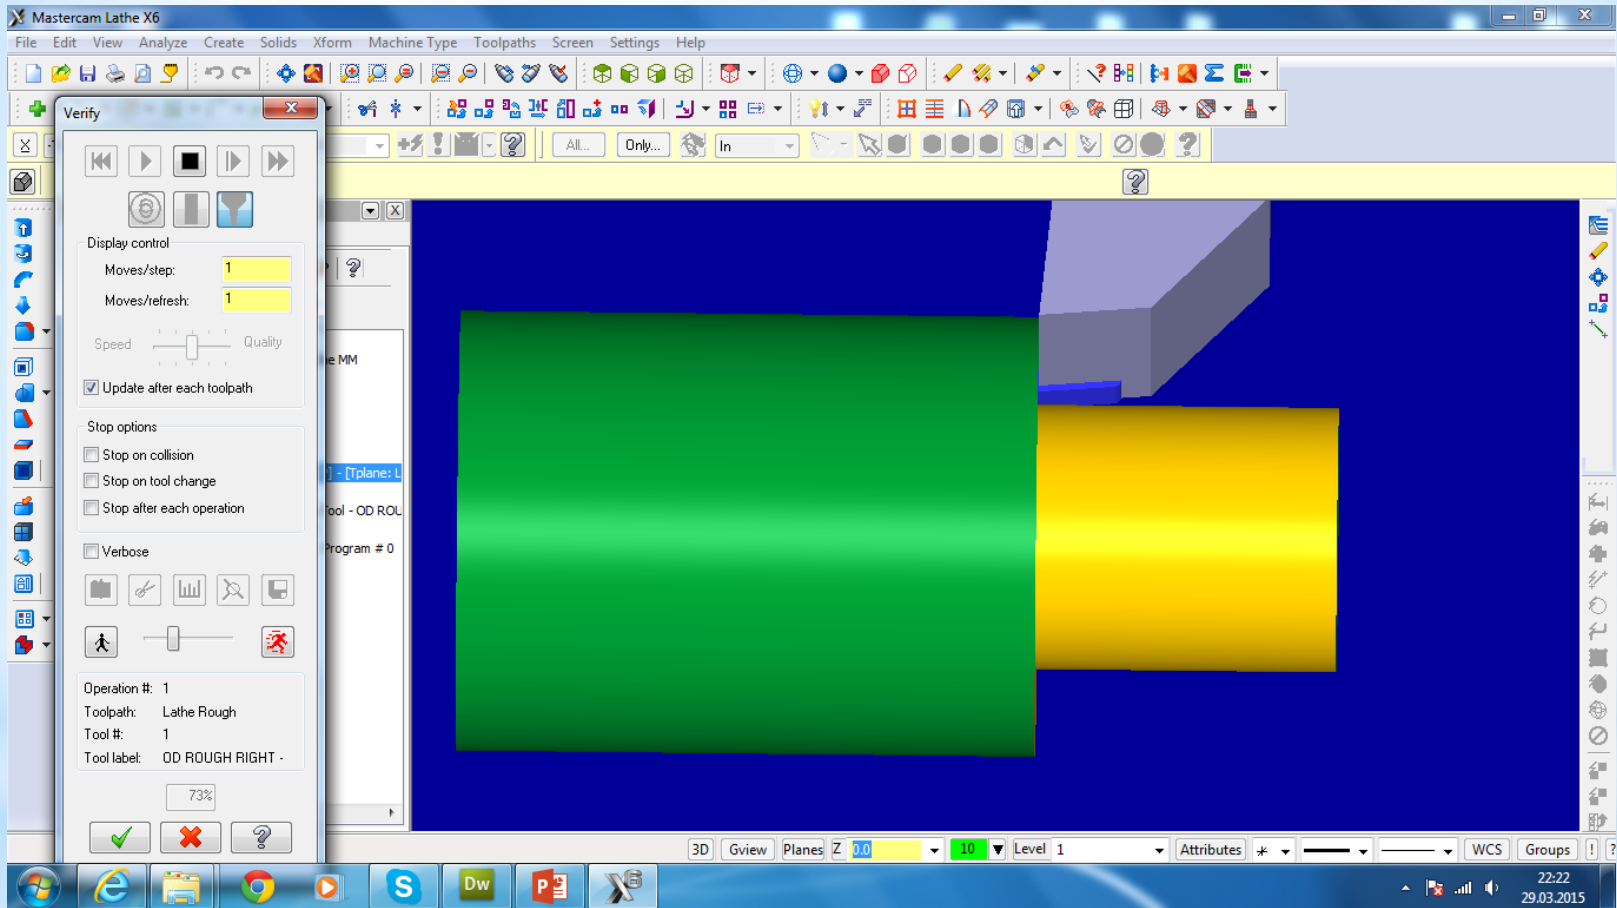 Mastercam Lathe X6
File Edit View Analyze Create Solids Xform Machine Type Toolpaths Screen Settings Help
Verify
All... Only... In
Display control
Moves/step: 1
Moves/refresh: 1
Speed Quality
e MM
Update after each toolpath
Stop options
Stop on collision
] - [Tplane: L
Stop on tool change
Stop after each operation
Tool - OD ROU
Verbose
Program # 0
Operation #: 1
Toolpath: Lathe Rough
Tool #: 1
Tool label: OD ROUGH RIGHT -
73%
3D Gview Planes Z 0.0 10 Level 1 Attributes WCS Groups ! ?
S Dw P X6
22:22
29.03.2015